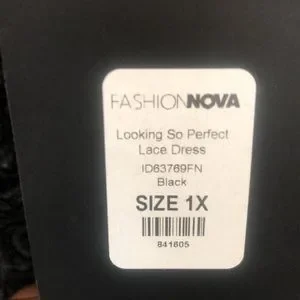 FASHIONNOVA
Looking So Perfect
Lace Dress
ID63769FN
Black
SIZE 1X
841605